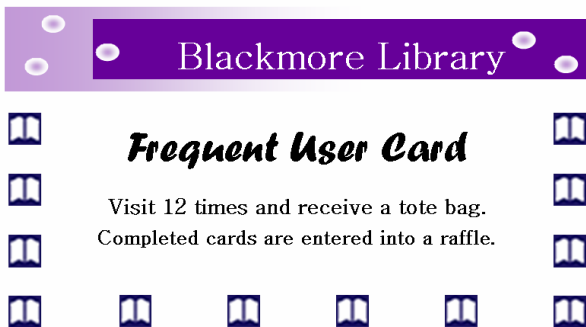 Blackmore Library
Frequent User Card
Visit 12 times and receive a tote bag.
Completed cards are entered into a raffle.